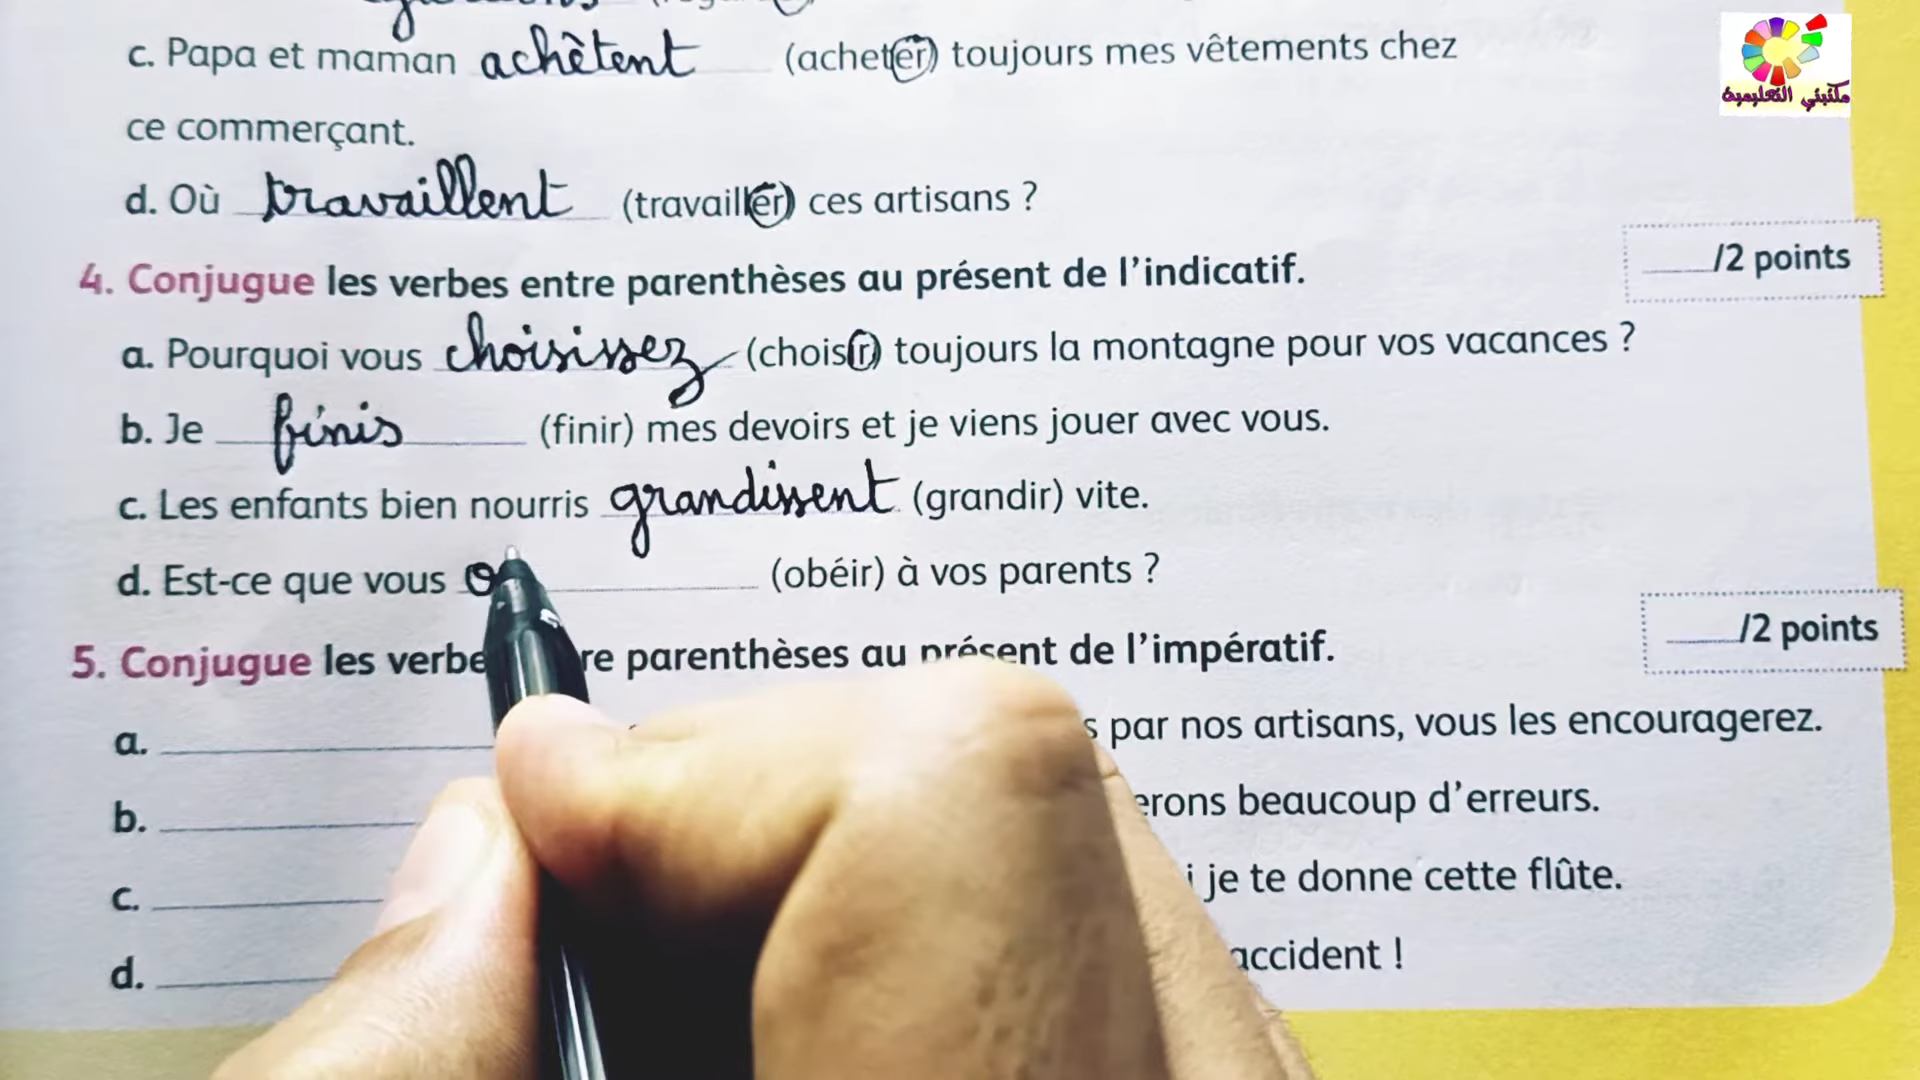 c. Papa et maman achètent (acheter) toujours mes vêtements chez
ce commerçant.
d. Où travaillent (travailler) ces artisans ?
4. Conjugue les verbes entre parenthèses au présent de l'indicatif.
/2 points
a. Pourquoi vous choisissez (choisir) toujours la montagne pour vos vacances ?
b. Je finis (finir) mes devoirs et je viens jouer avec vous.
c. Les enfants bien nourris grandissent (grandir) vite.
d. Est-ce que vous o (obéir) à vos parents ?
5. Conjugue les verbe re parenthèses au présent de l'impératif.
/2 points
a. s par nos artisans, vous les encouragerez.
b. erons beaucoup d'erreurs.
c. i je te donne cette flûte.
d. accident !
مكتبتي التعليمية